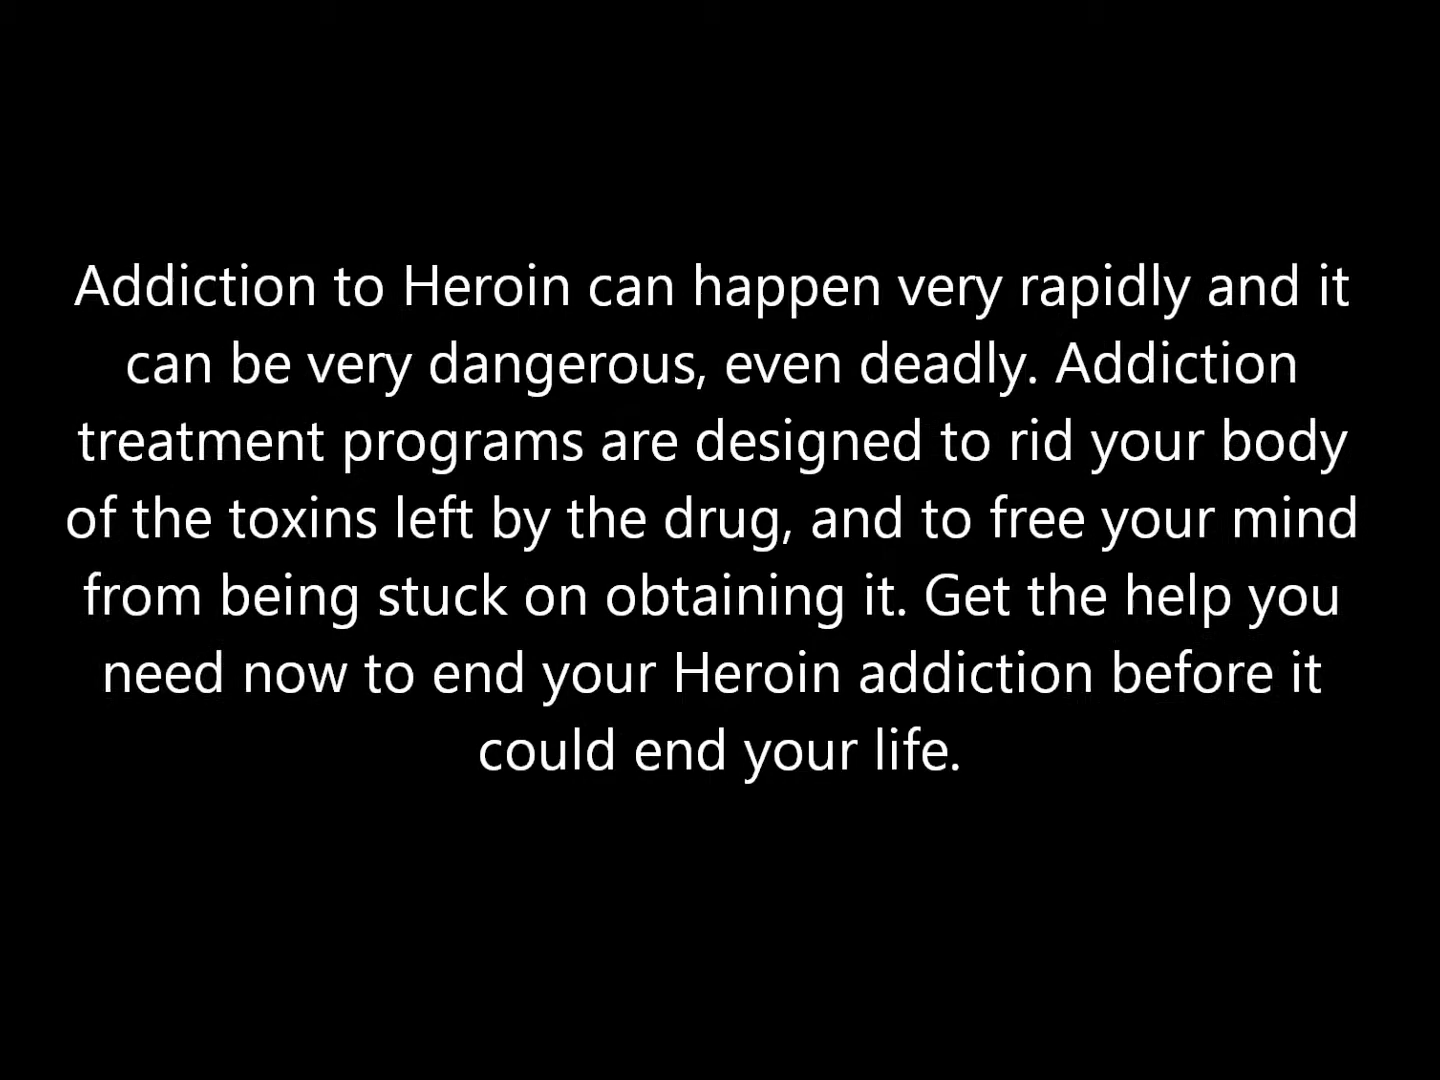 Addiction to Heroin can happen very rapidly and it
can be very dangerous, even deadly. Addiction
treatment programs are designed to rid your body
of the toxins left by the drug, and to free your mind
from being stuck on obtaining it. Get the help you
need now to end your Heroin addiction before it
could end your life.